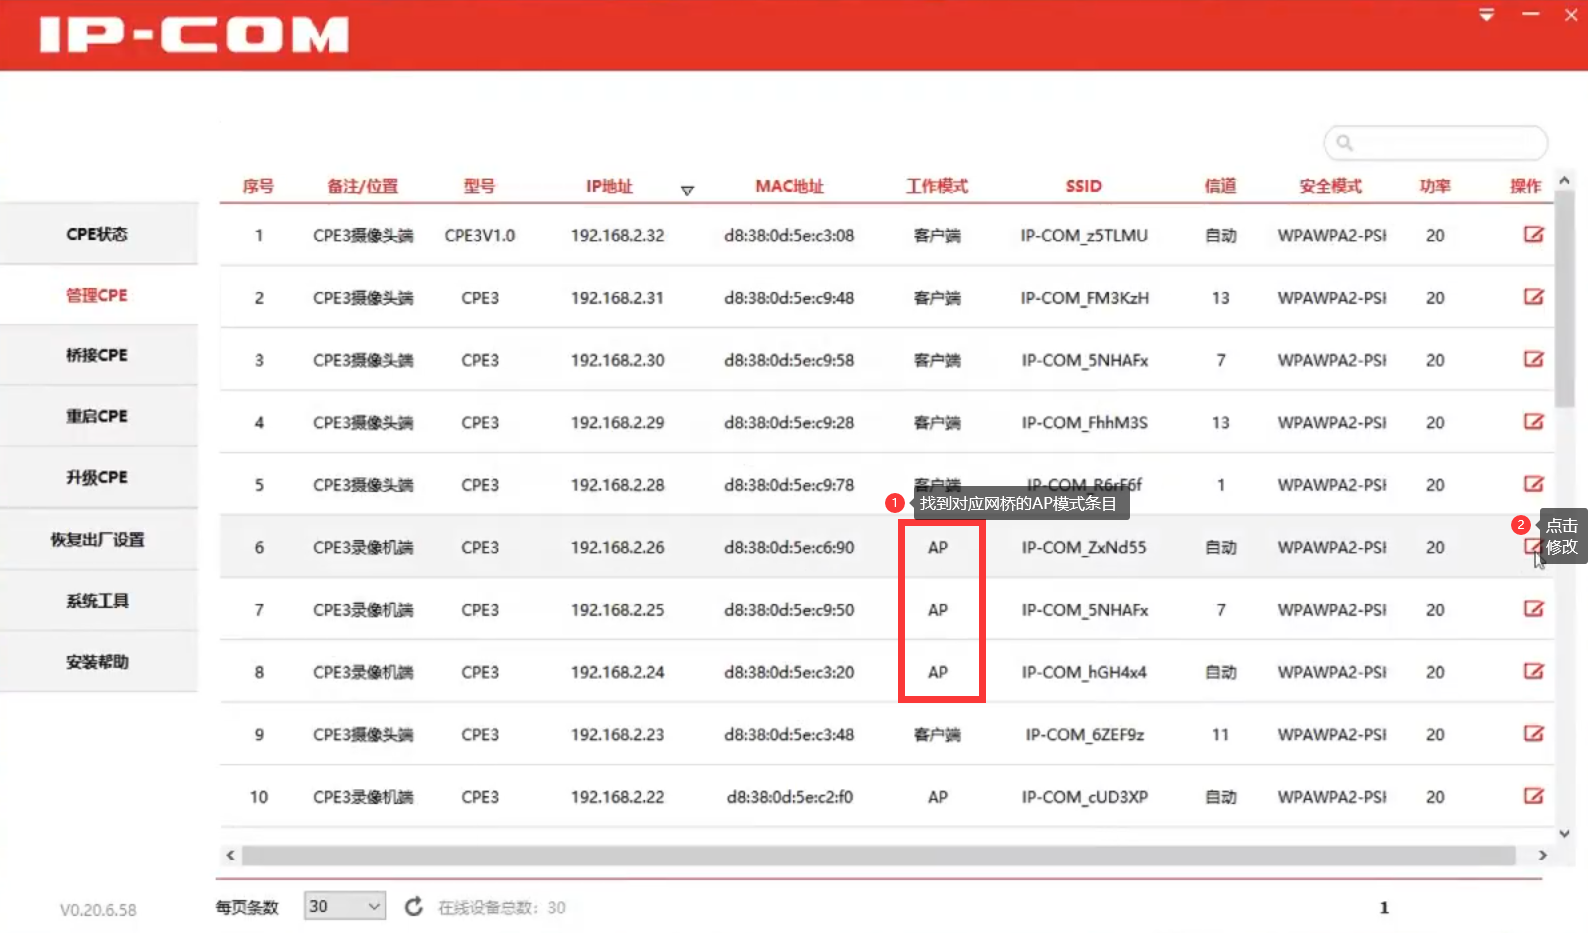 IP-COM
序号 备注/位置 型号 IP地址 MAC地址 工作模式 SSID 信道 安全模式 功率 操作
CPE状态
管理CPE
桥接CPE
重启CPE
升级CPE
恢复出厂设置
系统工具
安装帮助
1 CPE3摄像头端 CPE3V1.0 192.168.2.32 d8:38:0d:5e:c3:08 客户端 IP-COM_z5TLMU 自动 WPAWPA2-PSI 20
2 CPE3摄像头端 CPE3 192.168.2.31 d8:38:0d:5e:c9:48 客户端 IP-COM_FM3KzH 13 WPAWPA2-PSI 20
3 CPE3摄像头端 CPE3 192.168.2.30 d8:38:0d:5e:c9:58 客户端 IP-COM_5NHAFx 7 WPAWPA2-PSI 20
4 CPE3摄像头端 CPE3 192.168.2.29 d8:38:0d:5e:c9:28 客户端 IP-COM_FhhM3S 13 WPAWPA2-PSI 20
5 CPE3摄像头端 CPE3 192.168.2.28 d8:38:0d:5e:c9:78 客户端 IP-COM_R6rF6f 1 WPAWPA2-PSI 20
1 找到对应网桥的AP模式条目
2 点击
修改
6 CPE3录像机端 CPE3 192.168.2.26 d8:38:0d:5e:c6:90 AP IP-COM_ZxNd55 自动 WPAWPA2-PSI 20
7 CPE3录像机端 CPE3 192.168.2.25 d8:38:0d:5e:c9:50 AP IP-COM_5NHAFx 7 WPAWPA2-PSI 20
8 CPE3录像机端 CPE3 192.168.2.24 d8:38:0d:5e:c3:20 AP IP-COM_hGH4x4 自动 WPAWPA2-PSI 20
9 CPE3摄像头端 CPE3 192.168.2.23 d8:38:0d:5e:c3:48 客户端 IP-COM_6ZEF9z 11 WPAWPA2-PSI 20
10 CPE3录像机端 CPE3 192.168.2.22 d8:38:0d:5e:c2:f0 AP IP-COM_cUD3XP 自动 WPAWPA2-PSI 20
V0.20.6.58
每页条数 30 在线设备总数: 30
1